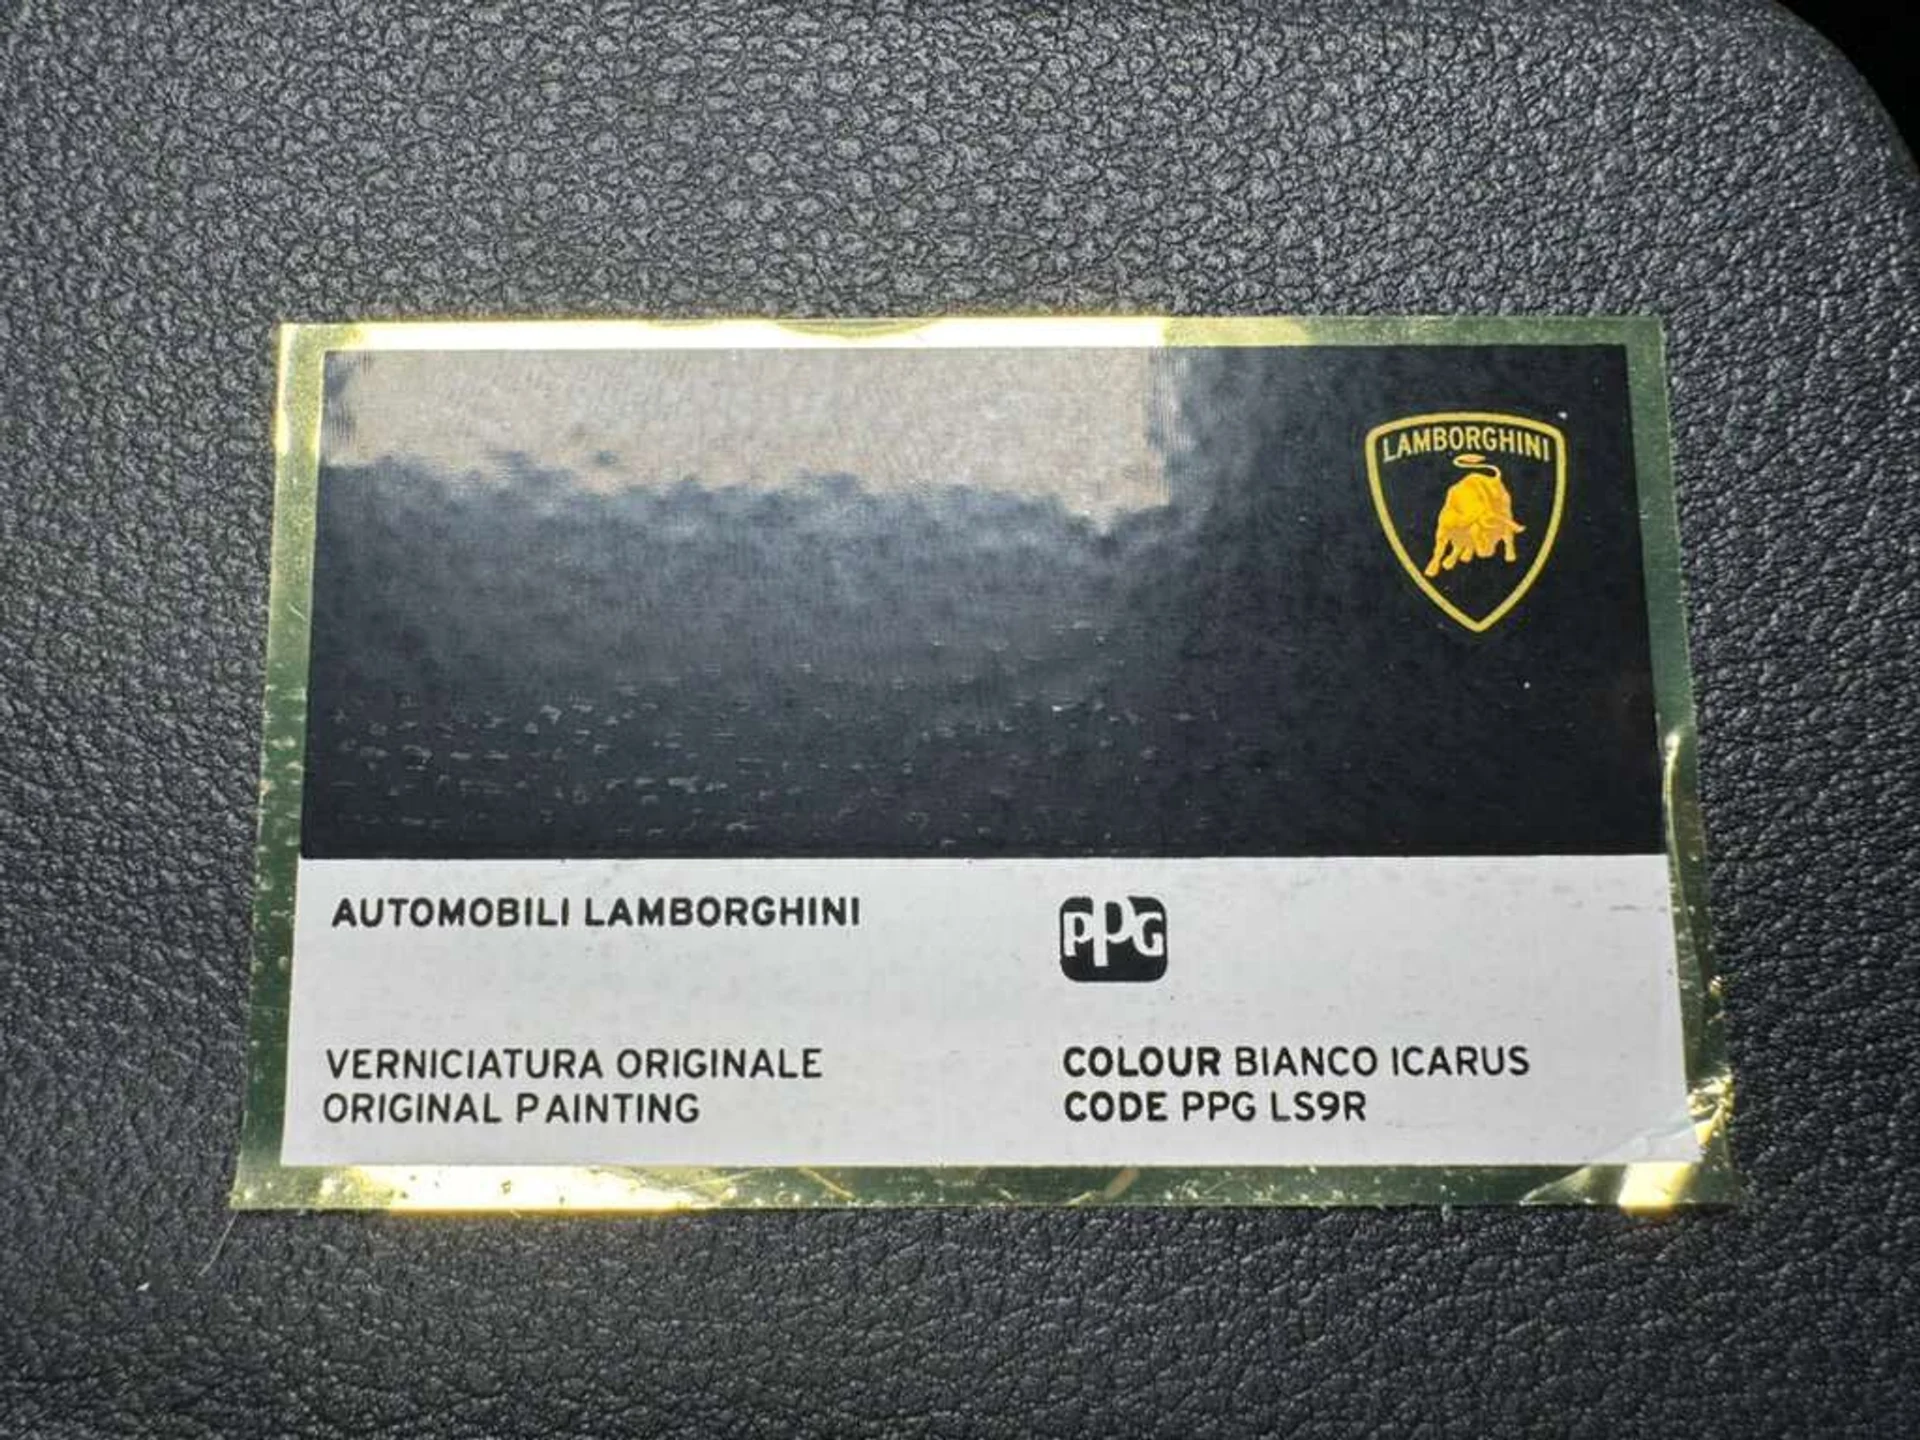 LAMBORGHINI
AUTOMOBILI LAMBORGHINI
PPG
VERNICIATURA ORIGINALE
ORIGINAL PAINTING
COLOUR BIANCO ICARUS
CODE PPG LS9R